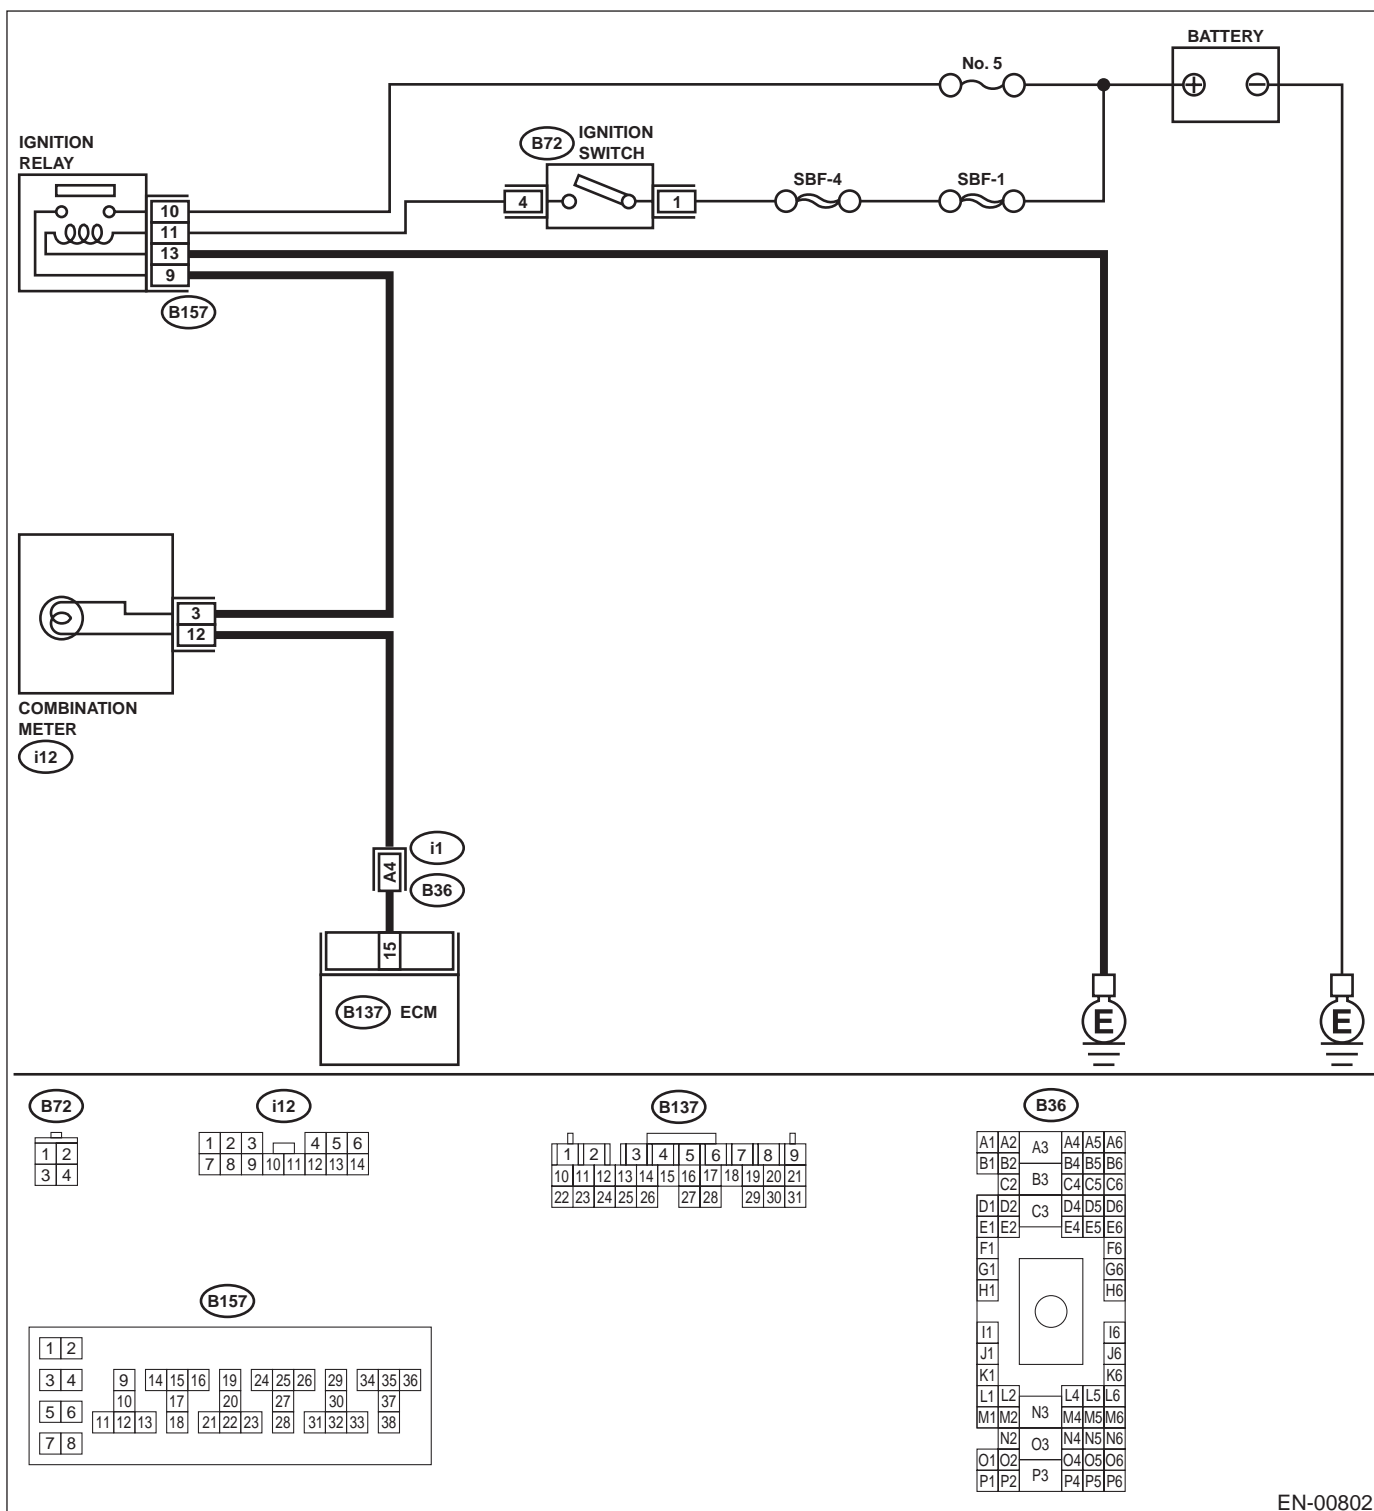 BATTERY
No. 5
IGNITION
RELAY
B72
IGNITION
SWITCH
SBF-4
SBF-1
4
1
10
11
13
9
B157
3
12
COMBINATION
METER
i12
i1
A4
B36
15
B137 ECM
E
E
B72
1 2
3 4
i12
1 2 3 4 5 6
7 8 9 10 11 12 13 14
B137
1 2 3 4 5 6 7 8 9
10 11 12 13 14 15 16 17 18 19 20 21
22 23 24 25 26 27 28 29 30 31
B36
A1 A2 A3 A4 A5 A6
B1 B2 B4 B5 B6
C2 B3 C4 C5 C6
D1 D2 C3 D4 D5 D6
E1 E2 E4 E5 E6
F1 F6
G1 G6
H1 H6
I1 I6
J1 J6
K1 K6
L1 L2 L4 L5 L6
M1 M2 N3 M4 M5 M6
N2 O3 N4 N5 N6
O1 O2 O4 O5 O6
P1 P2 P3 P4 P5 P6
B157
1 2
3 4 9 14 15 16 19 24 25 26 29 34 35 36
10 17 20 27 30 37
5 6 11 12 13 18 21 22 23 28 31 32 33 38
7 8
EN-00802